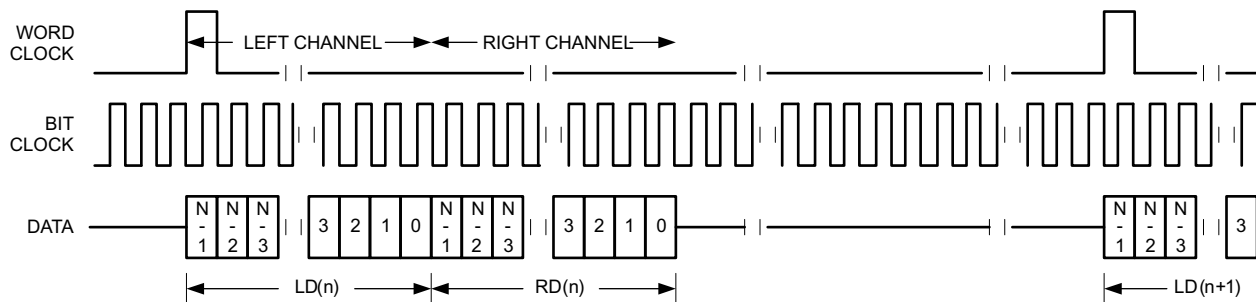 WORD
CLOCK
LEFT CHANNEL
RIGHT CHANNEL
BIT
CLOCK
DATA
N
-
1
N
-
2
N
-
3
3
2
1
0
N
-
1
N
-
2
N
-
3
3
2
1
0
N
-
1
N
-
2
N
-
3
3
LD(n)
RD(n)
LD(n+1)